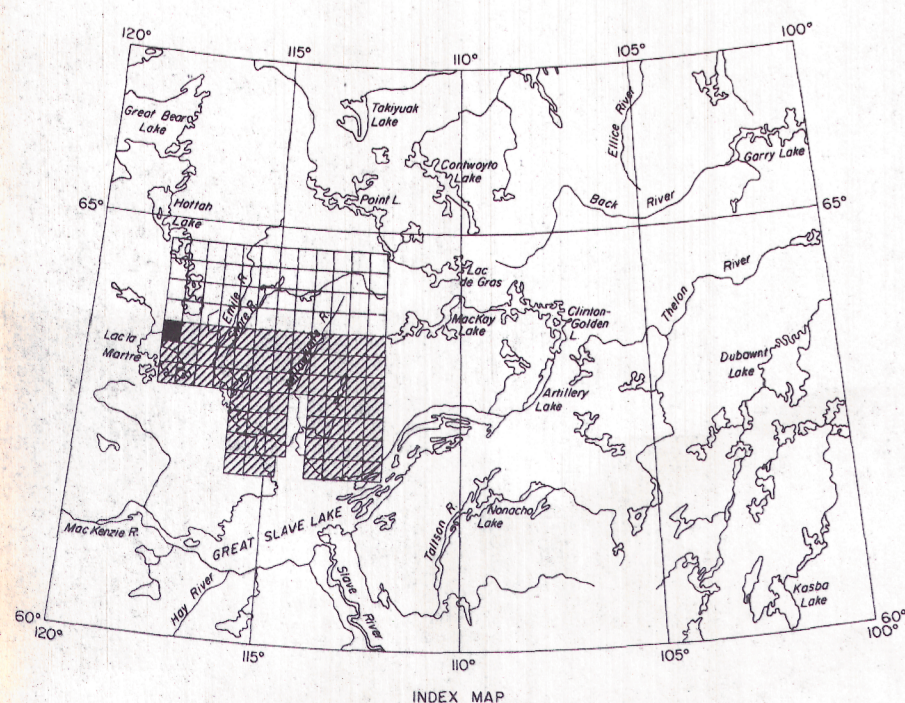 120°
115°
110°
105°
100°
Great Bear
Lake
Takiyuak
Lake
Contwoyto
Lake
Ellice River
Garry Lake
Back River
Point L.
65°
65°
Hottah
Lake
Lac
de Gras
Thelon River
Emile R.
Snare R.
MacKay
Lake
Clinton-
Golden
L.
Lac la
Martre
Dubawnt
Lake
Artillery
Lake
GREAT SLAVE LAKE
Taltson R.
Nonacho
Lake
MacKenzie R.
Hay River
Slave River
Kasba
Lake
60°
120°
115°
110°
105°
60°
100°
INDEX MAP